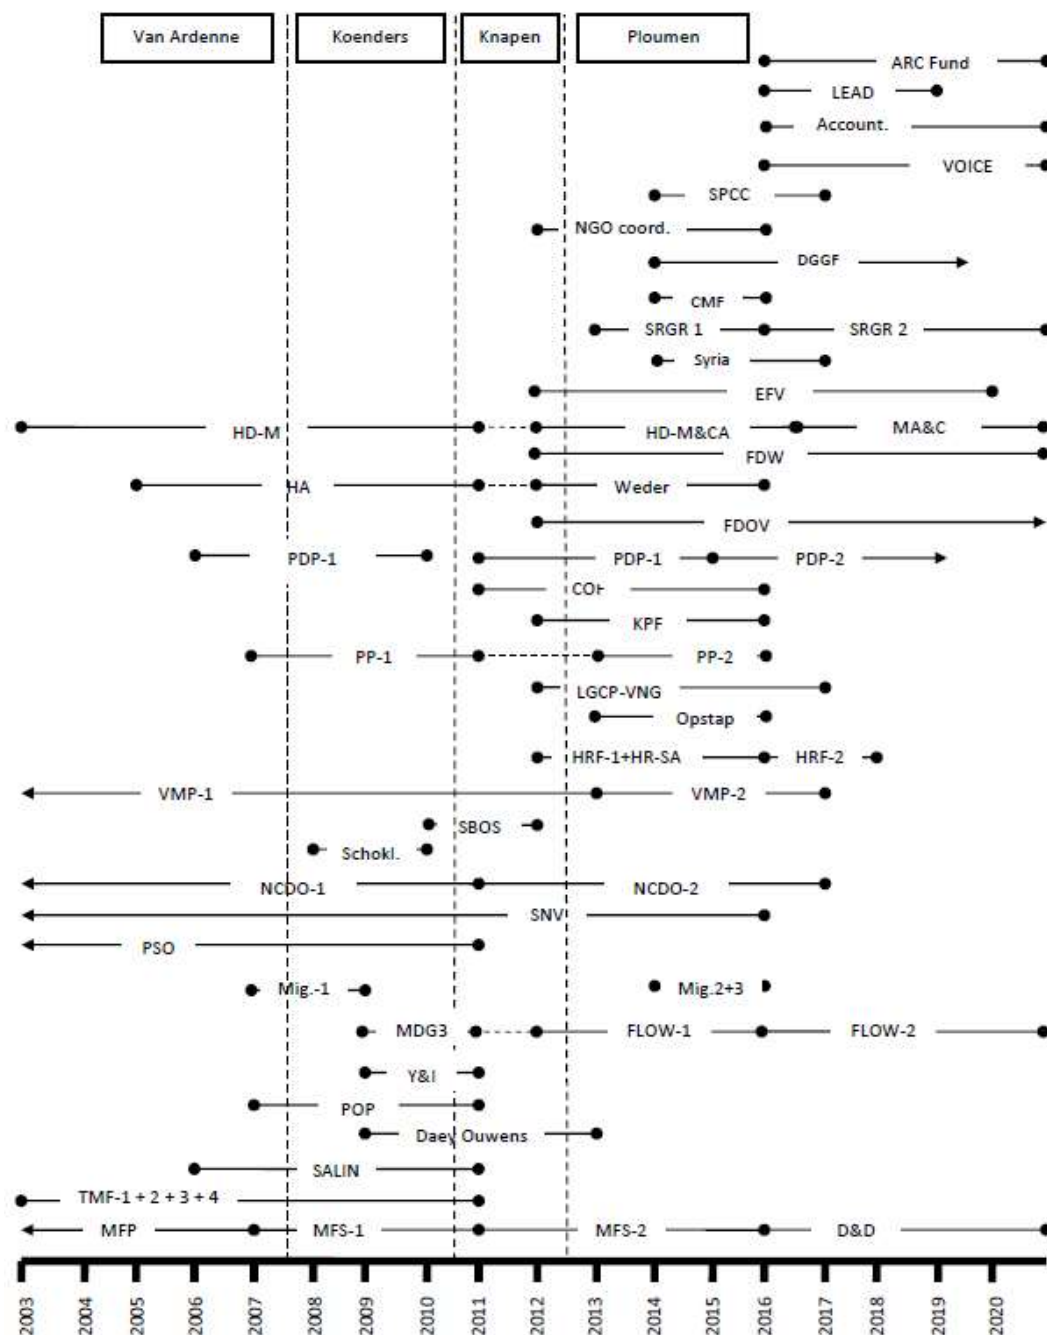 Van Ardenne Koenders Knapen Ploumen
ARC Fund
LEAD
Account.
VOICE
SPCC
NGO coord.
DGGF
CMF
SRGR 1 SRGR 2
Syria
EFV
HD-M HD-M&CA MA&C
FDW
HA Weder
FDOV
PDP-1 PDP-1 PDP-2
COF
KPF
PP-1 PP-2
LGCP-VNG
Opstap
HRF-1+HR-SA HRF-2
VMP-1 VMP-2
SBOS
Schokl.
NCDO-1 NCDO-2
SNV
PSO
Mig.-1 Mig.2+3
MDG3 FLOW-1 FLOW-2
Y&I
POP
Daey Ouwens
SALIN
TMF-1 + 2 + 3 + 4
MFP MFS-1 MFS-2 D&D
2003 2004 2005 2006 2007 2008 2009 2010 2011 2012 2013 2014 2015 2016 2017 2018 2019 2020